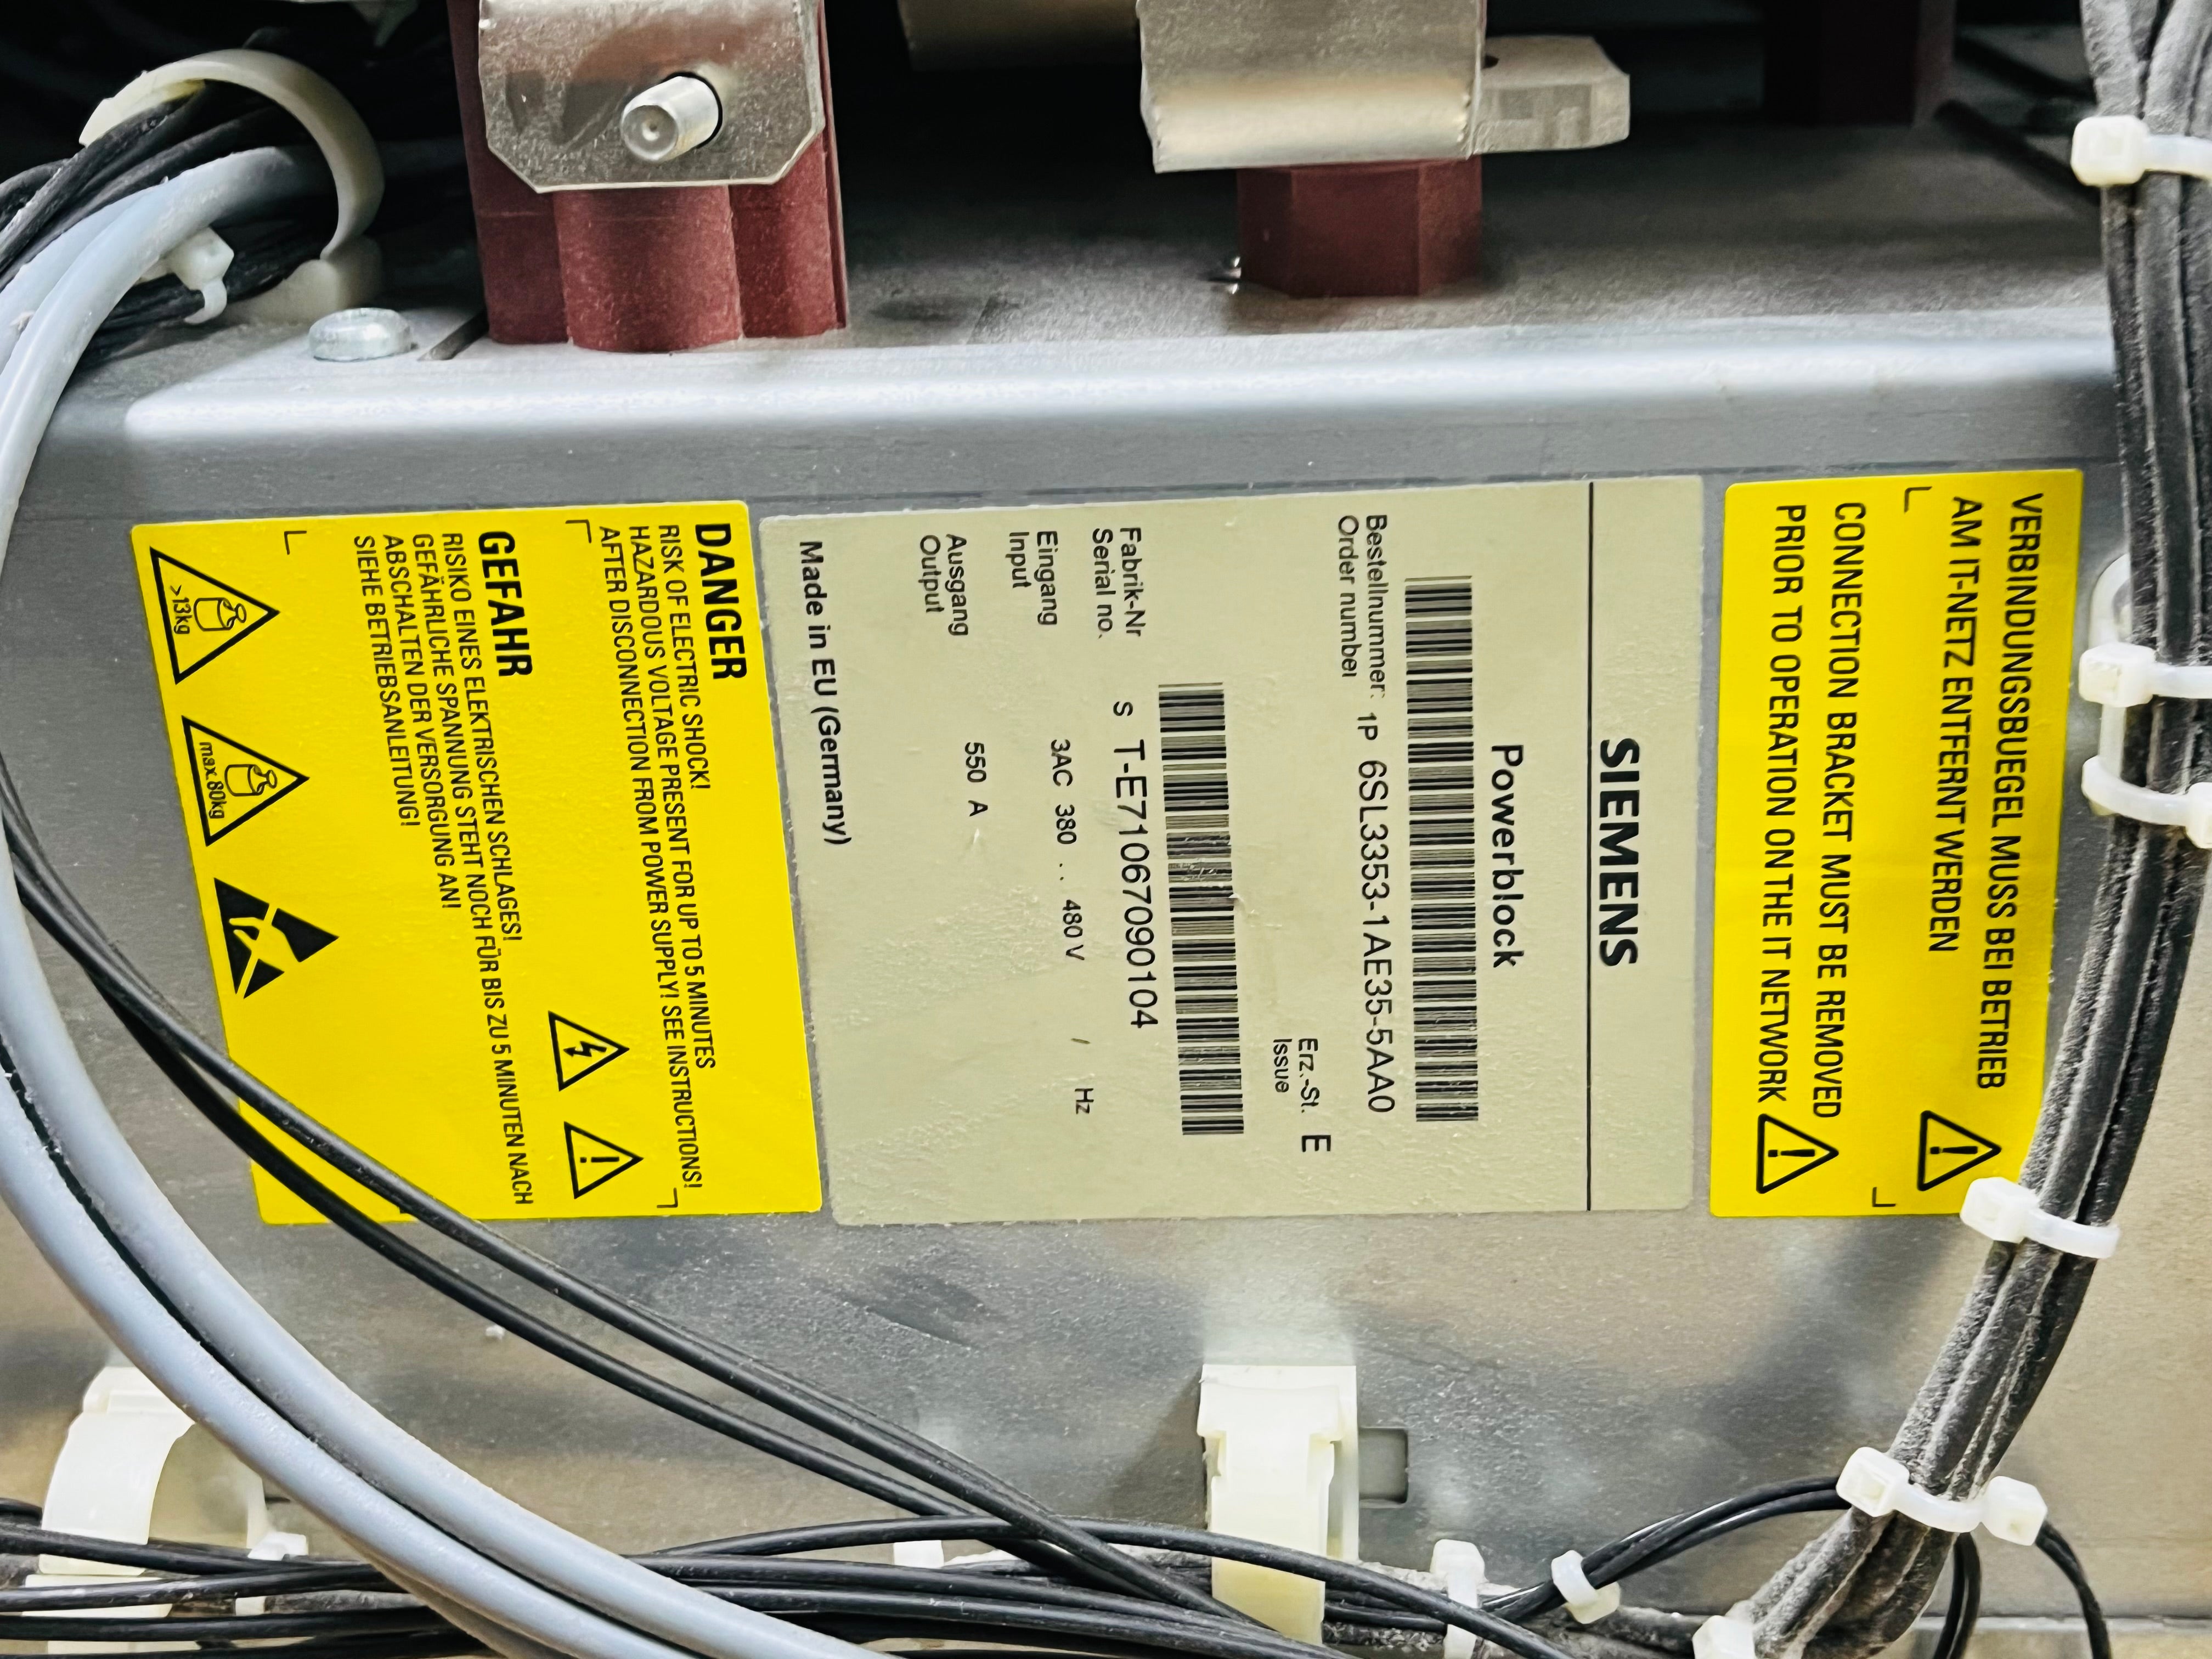 VERBINDUNGSBUEGEL MUSS BEI BETRIEB
AM IT-NETZ ENTFERNT WERDEN
CONNECTION BRACKET MUST BE REMOVED
PRIOR TO OPERATION ON THE IT NETWORK
SIEMENS
Powerblock
Bestellnummer: 1P 6SL3353-1AE35-5AA0
Order number
Erz.-St. E
Issue
Fabrik-Nr
Serial no. S T-E71067090104
Eingang 3AC 380 . . 480 V Hz
Input
Ausgang 550 A
Output
Made in EU (Germany)
DANGER
RISK OF ELECTRIC SHOCK!
HAZARDOUS VOLTAGE PRESENT FOR UP TO 5 MINUTES
AFTER DISCONNECTION FROM POWER SUPPLY! SEE INSTRUCTIONS!
GEFAHR
RISIKO EINES ELEKTRISCHEN SCHLAGES!
GEFÄHRLICHE SPANNUNG STEHT NOCH FÜR BIS ZU 5 MINUTEN NACH
ABSCHALTEN DER VERSORGUNG AN!
SIEHE BETRIEBSANLEITUNG!
>13kg
max.80kg